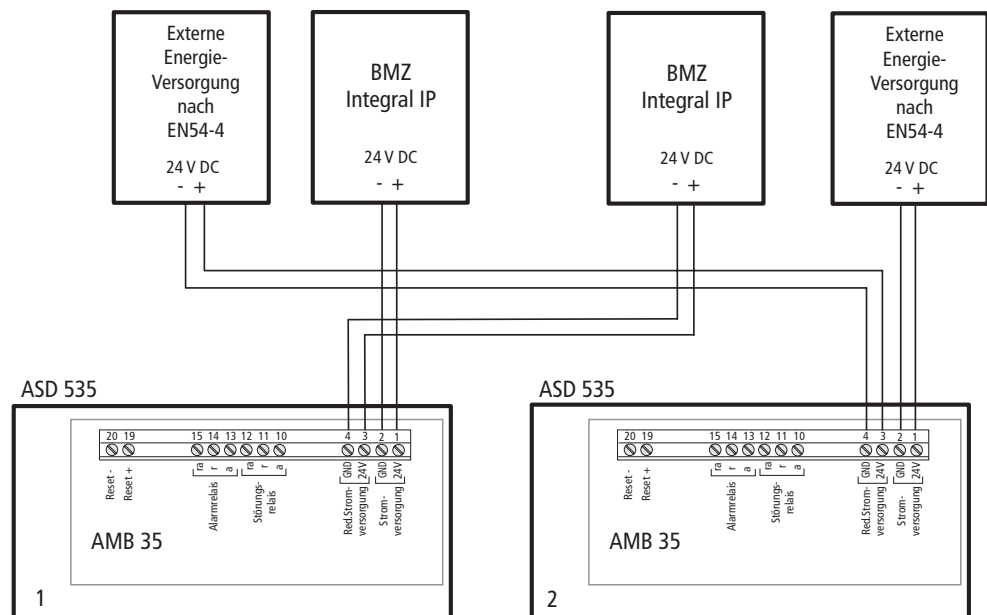 Externe
Energie-
Versorgung
nach
EN54-4
24 V DC
- +
BMZ
Integral IP
24 V DC
- +
BMZ
Integral IP
24 V DC
- +
Externe
Energie-
Versorgung
nach
EN54-4
24 V DC
- +
ASD 535
20 19 15 14 13 12 11 10 4 3 2 1
Reset -
Reset +
ra
r
a
Alarmrelais
ra
r
a
Störungs-
relais
GND
24V
Red.Strom-
versorgung
GND
24V
Strom-
versorgung
AMB 35
1
ASD 535
20 19 15 14 13 12 11 10 4 3 2 1
Reset -
Reset +
ra
r
a
Alarmrelais
ra
r
a
Störungs-
relais
GND
24V
Red.Strom-
versorgung
GND
24V
Strom-
versorgung
AMB 35
2